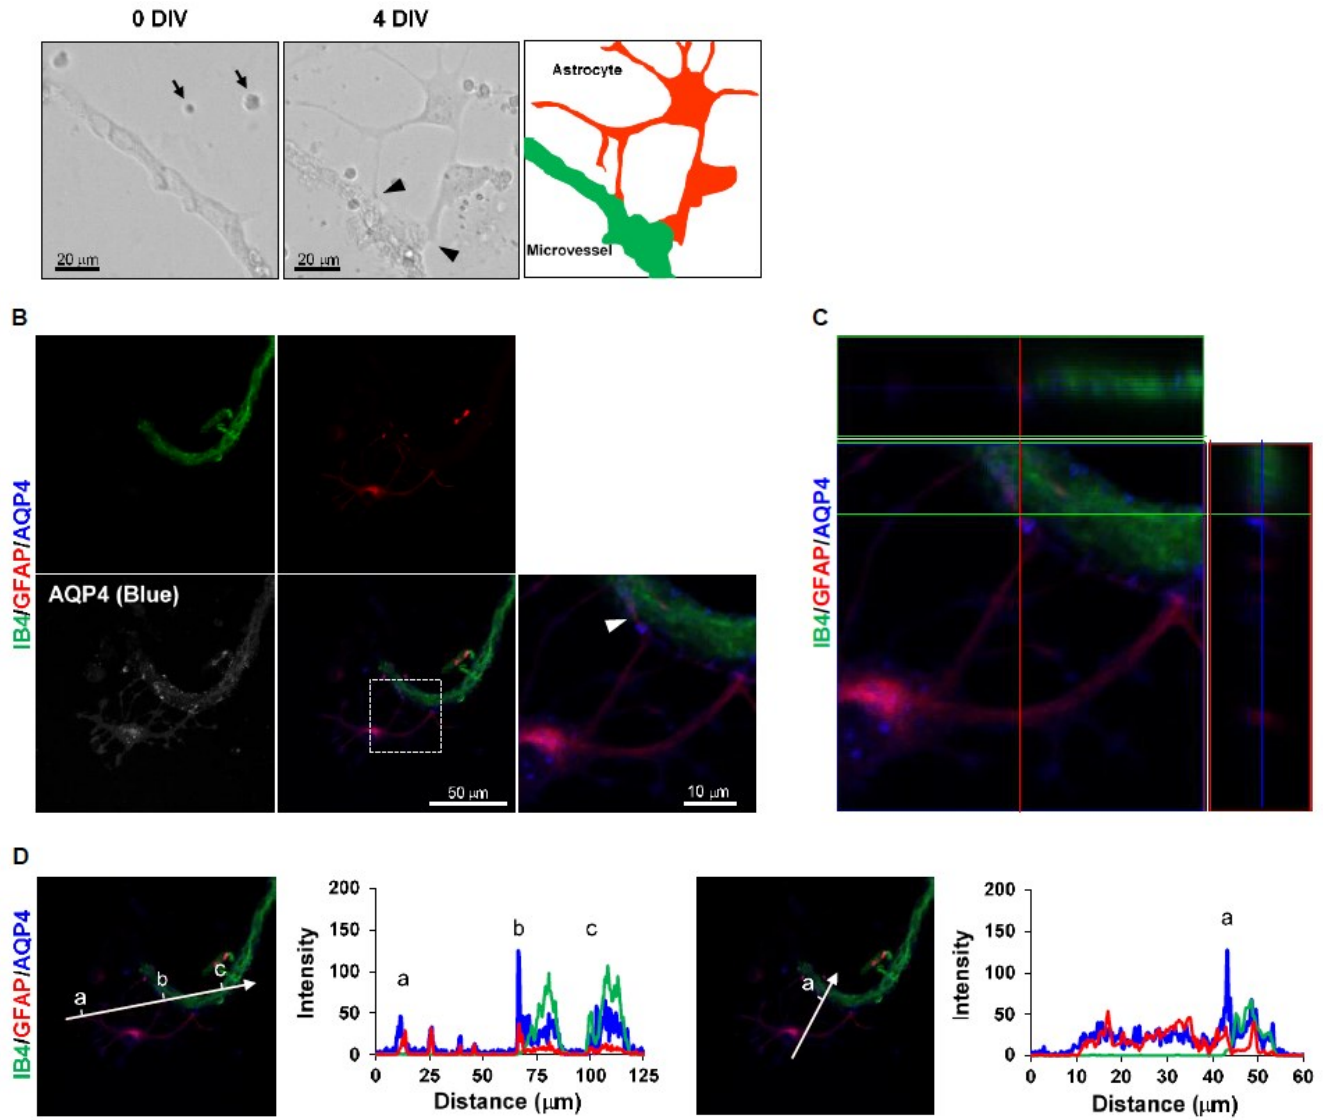 0 DIV
4 DIV
Astrocyte
Microvessel
20 μm
20 μm
B
C
IB4/GFAP/AQP4
AQP4 (Blue)
50 μm
10 μm
IB4/GFAP/AQP4
D
IB4/GFAP/AQP4
a
b
c
Intensity
200
150
100
50
0
a
b
c
0 25 50 75 100 125
Distance (μm)
a
Intensity
200
150
100
50
0
a
0 10 20 30 40 50 60
Distance (μm)